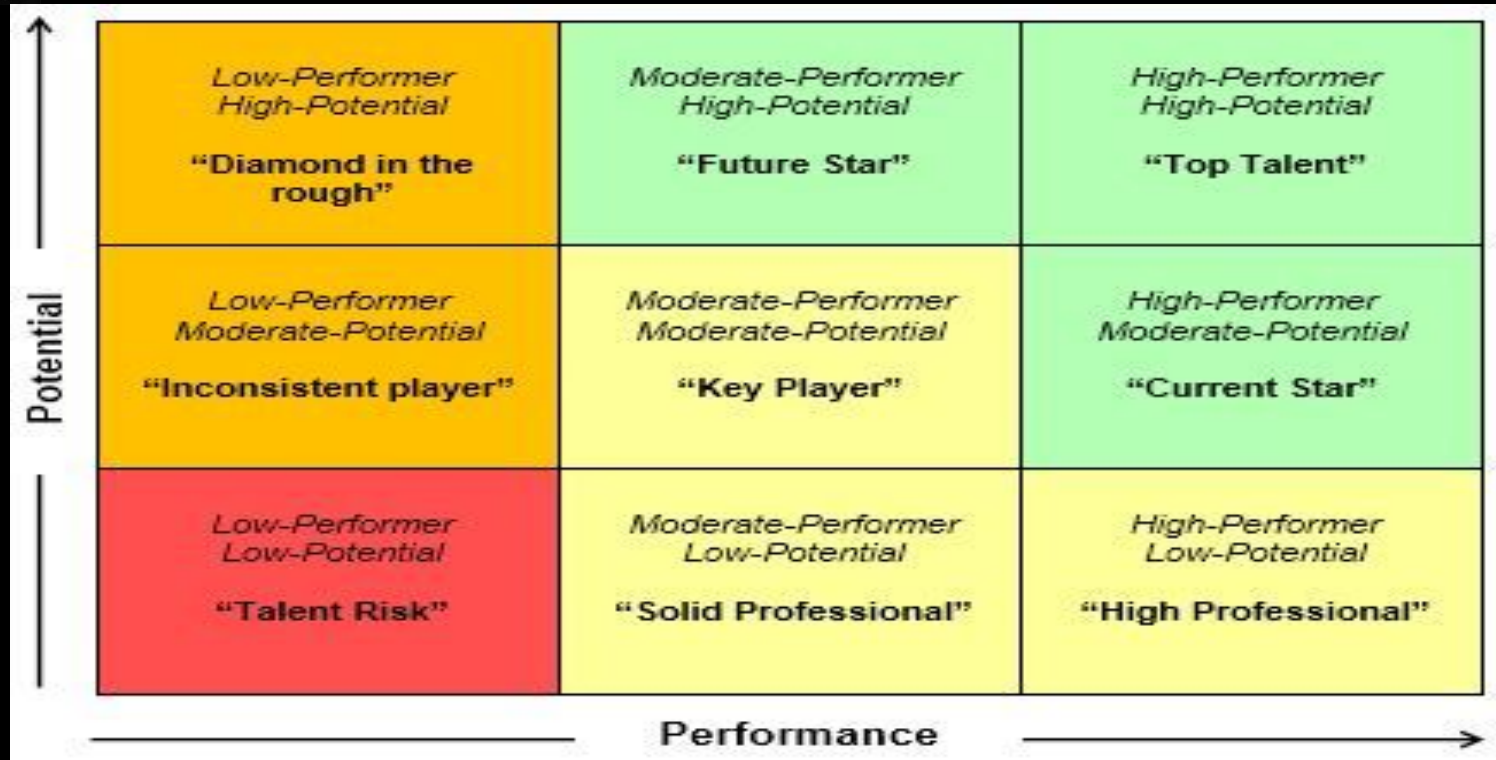 Low-Performer
High-Potential
“Diamond in the
rough”
Moderate-Performer
High-Potential
“Future Star”
High-Performer
High-Potential
“Top Talent”
Potential
Low-Performer
Moderate-Potential
“Inconsistent player”
Moderate-Performer
Moderate-Potential
“Key Player”
High-Performer
Moderate-Potential
“Current Star”
Low-Performer
Low-Potential
“Talent Risk”
Moderate-Performer
Low-Potential
“Solid Professional”
High-Performer
Low-Potential
“High Professional”
Performance